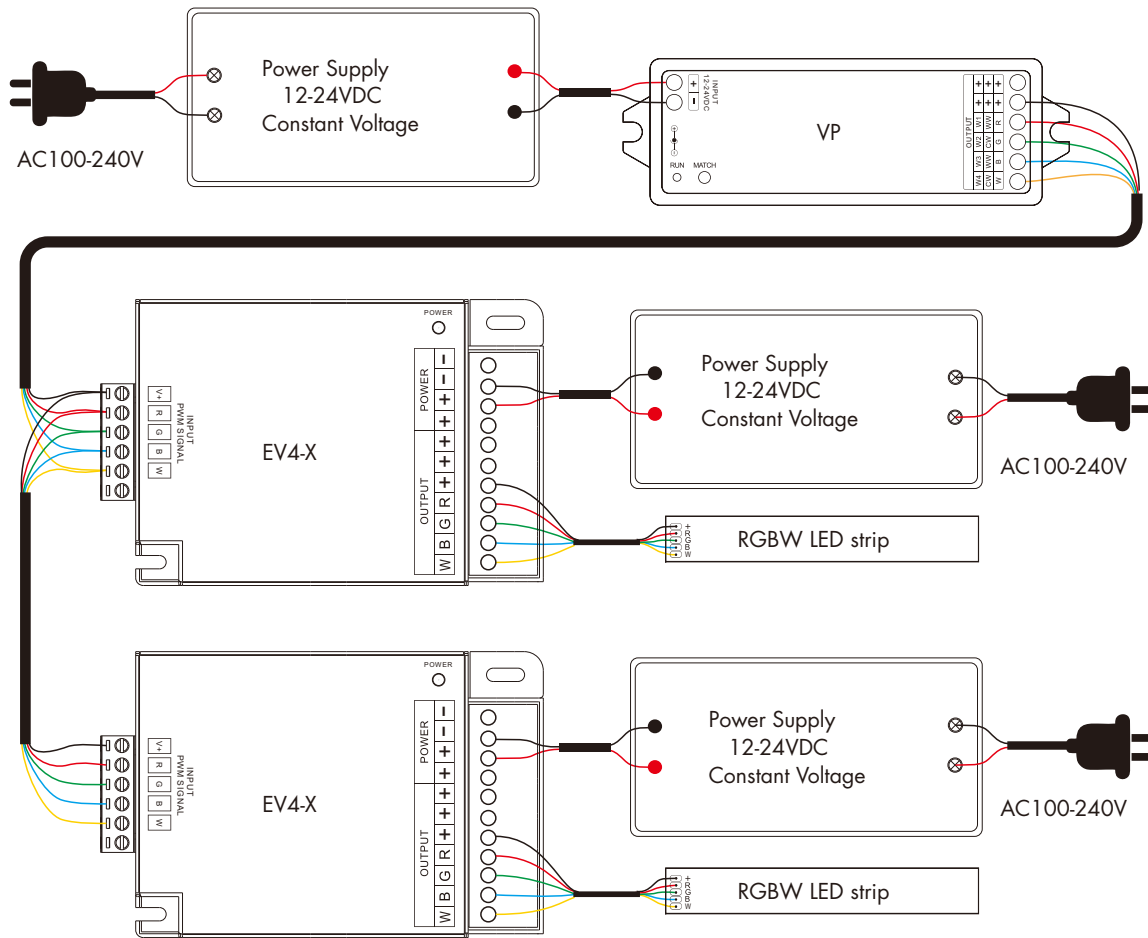 Power Supply
12-24VDC
Constant Voltage
AC100-240V
+
-
INPUT
12-24VDC
RUN
MATCH
VP
OUTPUT
+ + +
+ + +
W1 WW R
W2 CW G
W3 WW B
W4 CW W
V+
R
G
B
W
INPUT
PWM SIGNAL
EV4-X
POWER
POWER
OUTPUT
-
-
+
+
+
+
+
R
G
B
W
Power Supply
12-24VDC
Constant Voltage
AC100-240V
+
R
G
B
W
RGBW LED strip
V+
R
G
B
W
INPUT
PWM SIGNAL
EV4-X
POWER
POWER
OUTPUT
-
-
+
+
+
+
+
R
G
B
W
Power Supply
12-24VDC
Constant Voltage
AC100-240V
+
R
G
B
W
RGBW LED strip